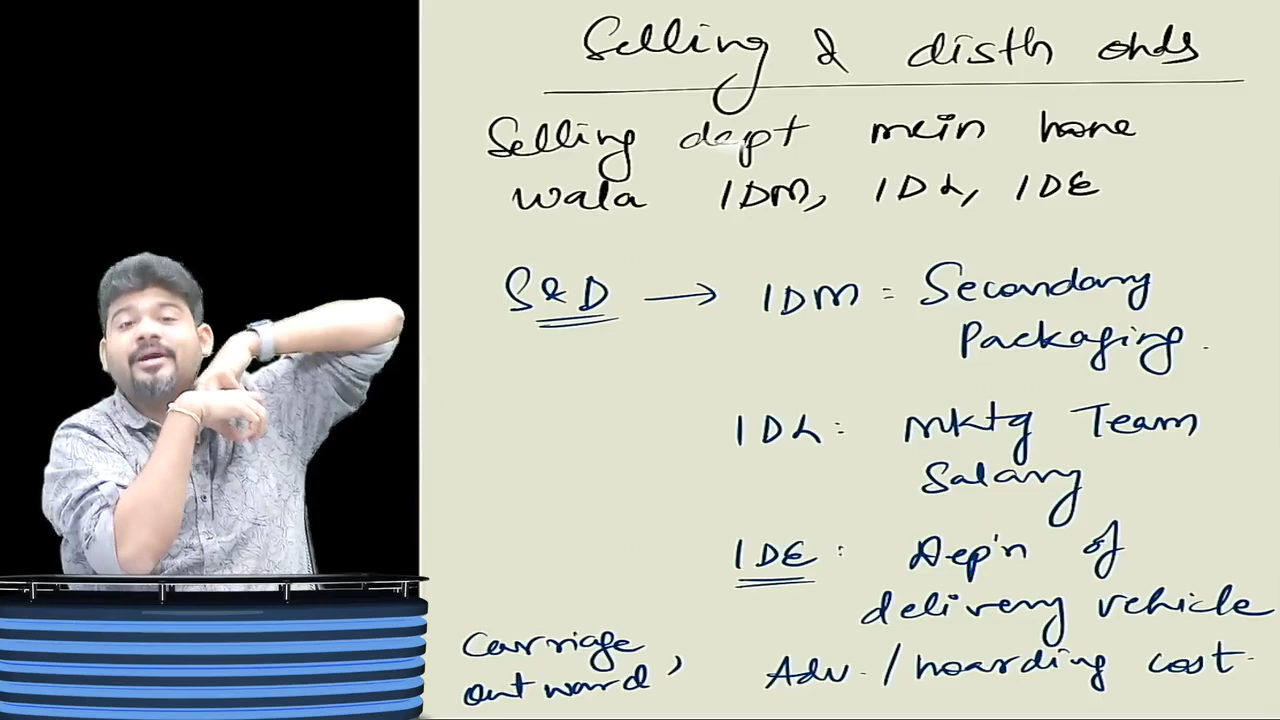 Selling & distn ohds
Selling dept mein hone
wala IDM, IDL, IDE
S&D → IDM = Secondary
Packaging.
IDL: Mktg Team
Salary
IDE: Dep'n of
delivery vehicle
Carriage
outward, Adv. / hoarding cost.